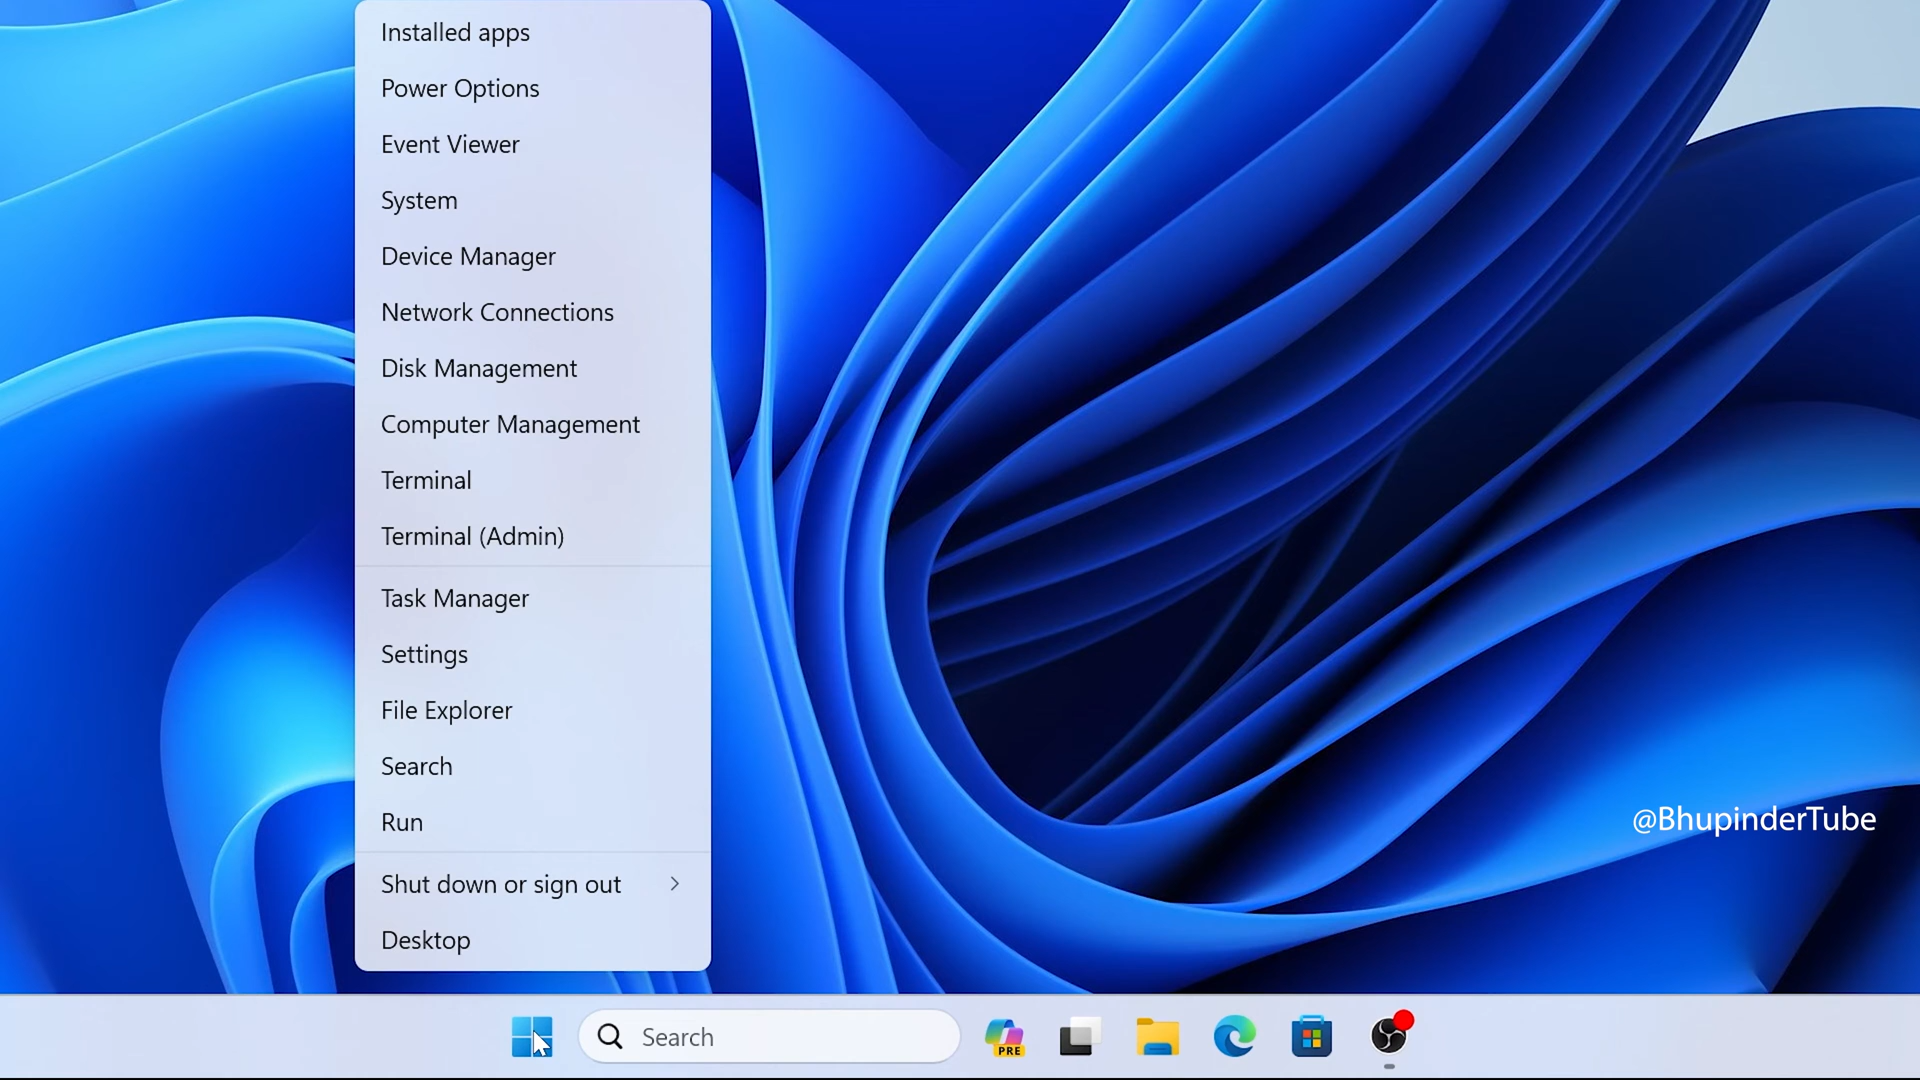 Installed apps
Power Options
Event Viewer
System
Device Manager
Network Connections
Disk Management
Computer Management
Terminal
Terminal (Admin)
Task Manager
Settings
File Explorer
Search
Run
Shut down or sign out
Desktop
@BhupinderTube
Search
PRE